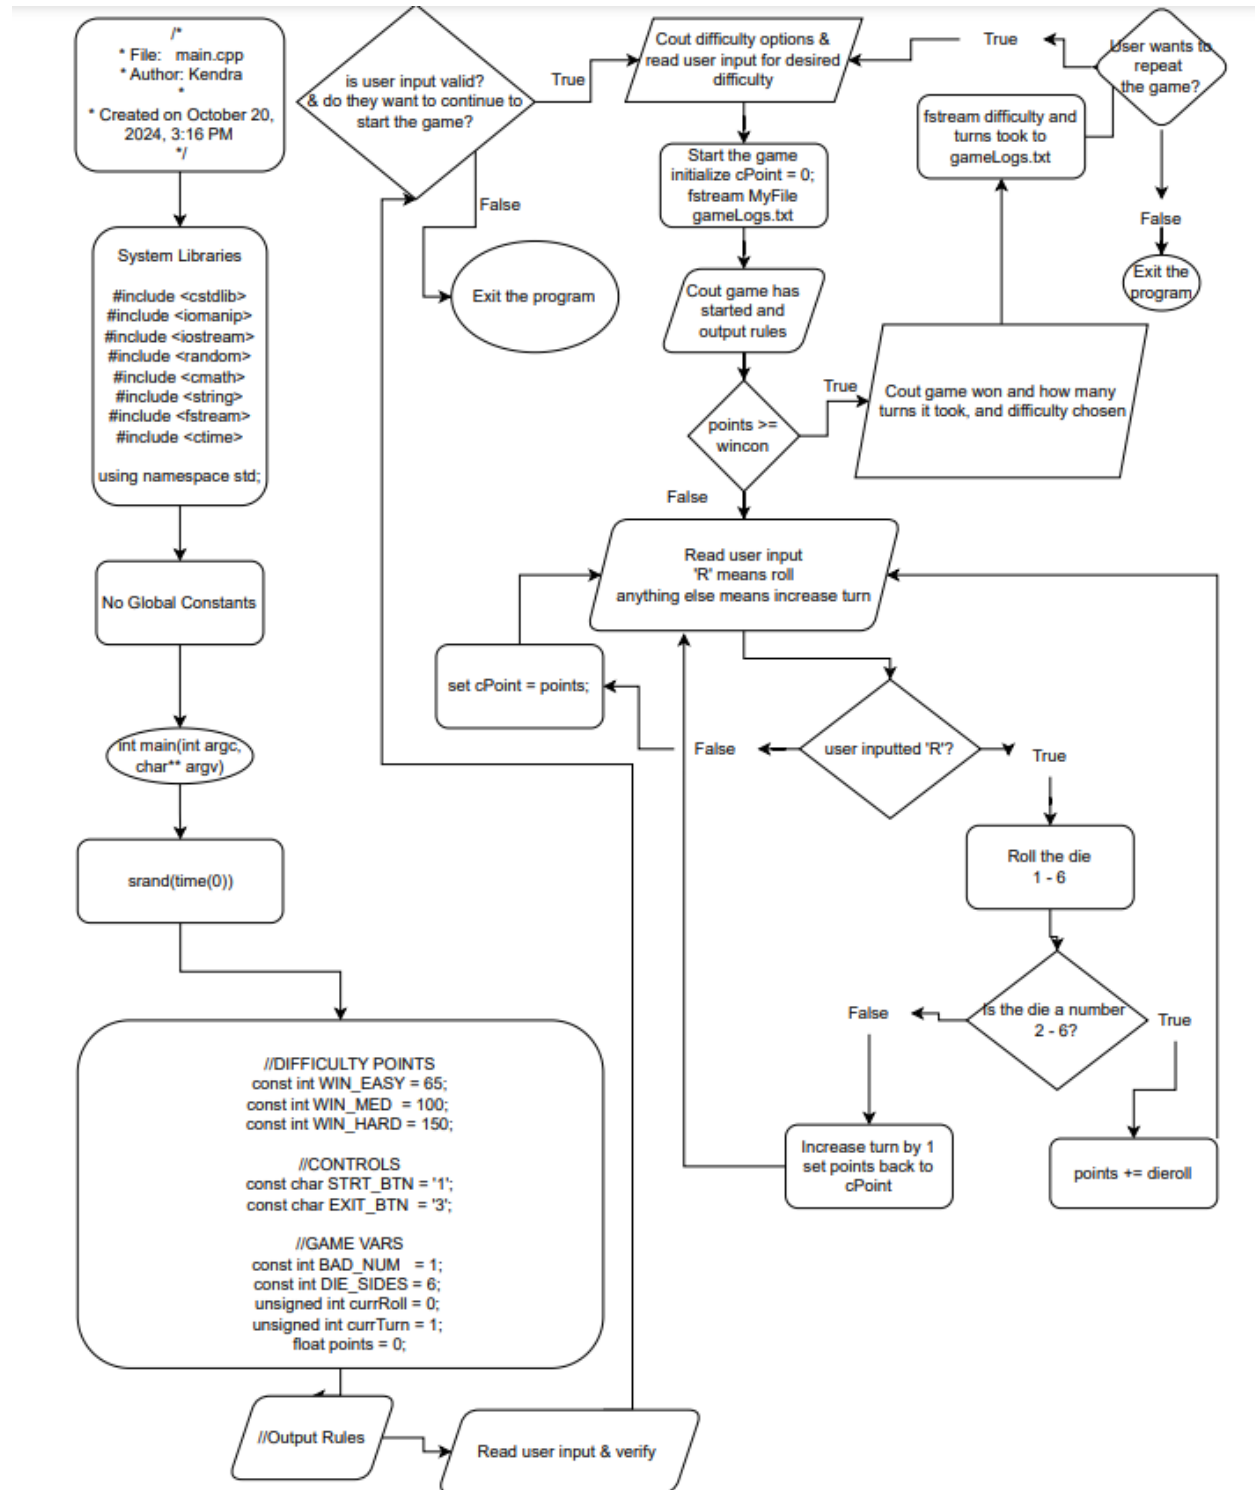 /*
* File:   main.cpp
* Author: Kendra
*
* Created on October 20,
2024, 3:16 PM
*/
System Libraries
#include <cstdlib>
#include <iomanip>
#include <iostream>
#include <random>
#include <cmath>
#include <string>
#include <fstream>
#include <ctime>
using namespace std;
No Global Constants
int main(int argc,
char** argv)
srand(time(0))
//DIFFICULTY POINTS
const int WIN_EASY = 65;
const int WIN_MED  = 100;
const int WIN_HARD = 150;
//CONTROLS
const char STRT_BTN = '1';
const char EXIT_BTN  = '3';
//GAME VARS
const int BAD_NUM   = 1;
const int DIE_SIDES = 6;
unsigned int currRoll = 0;
unsigned int currTurn = 1;
float points = 0;
//Output Rules
Read user input & verify
is user input valid?
& do they want to continue to
start the game?
True
False
Exit the program
Cout difficulty options &
read user input for desired
difficulty
Start the game
initialize cPoint = 0;
fstream MyFile
gameLogs.txt
Cout game has
started and
output rules
points >=
wincon
True
False
Cout game won and how many
turns it took, and difficulty chosen
fstream difficulty and
turns took to
gameLogs.txt
User wants to
repeat
the game?
True
False
Exit the
program
Read user input
'R' means roll
anything else means increase turn
user inputted 'R'?
False
set cPoint = points;
True
Roll the die
1 - 6
Is the die a number
2 - 6?
False
Increase turn by 1
set points back to
cPoint
True
points += dieroll